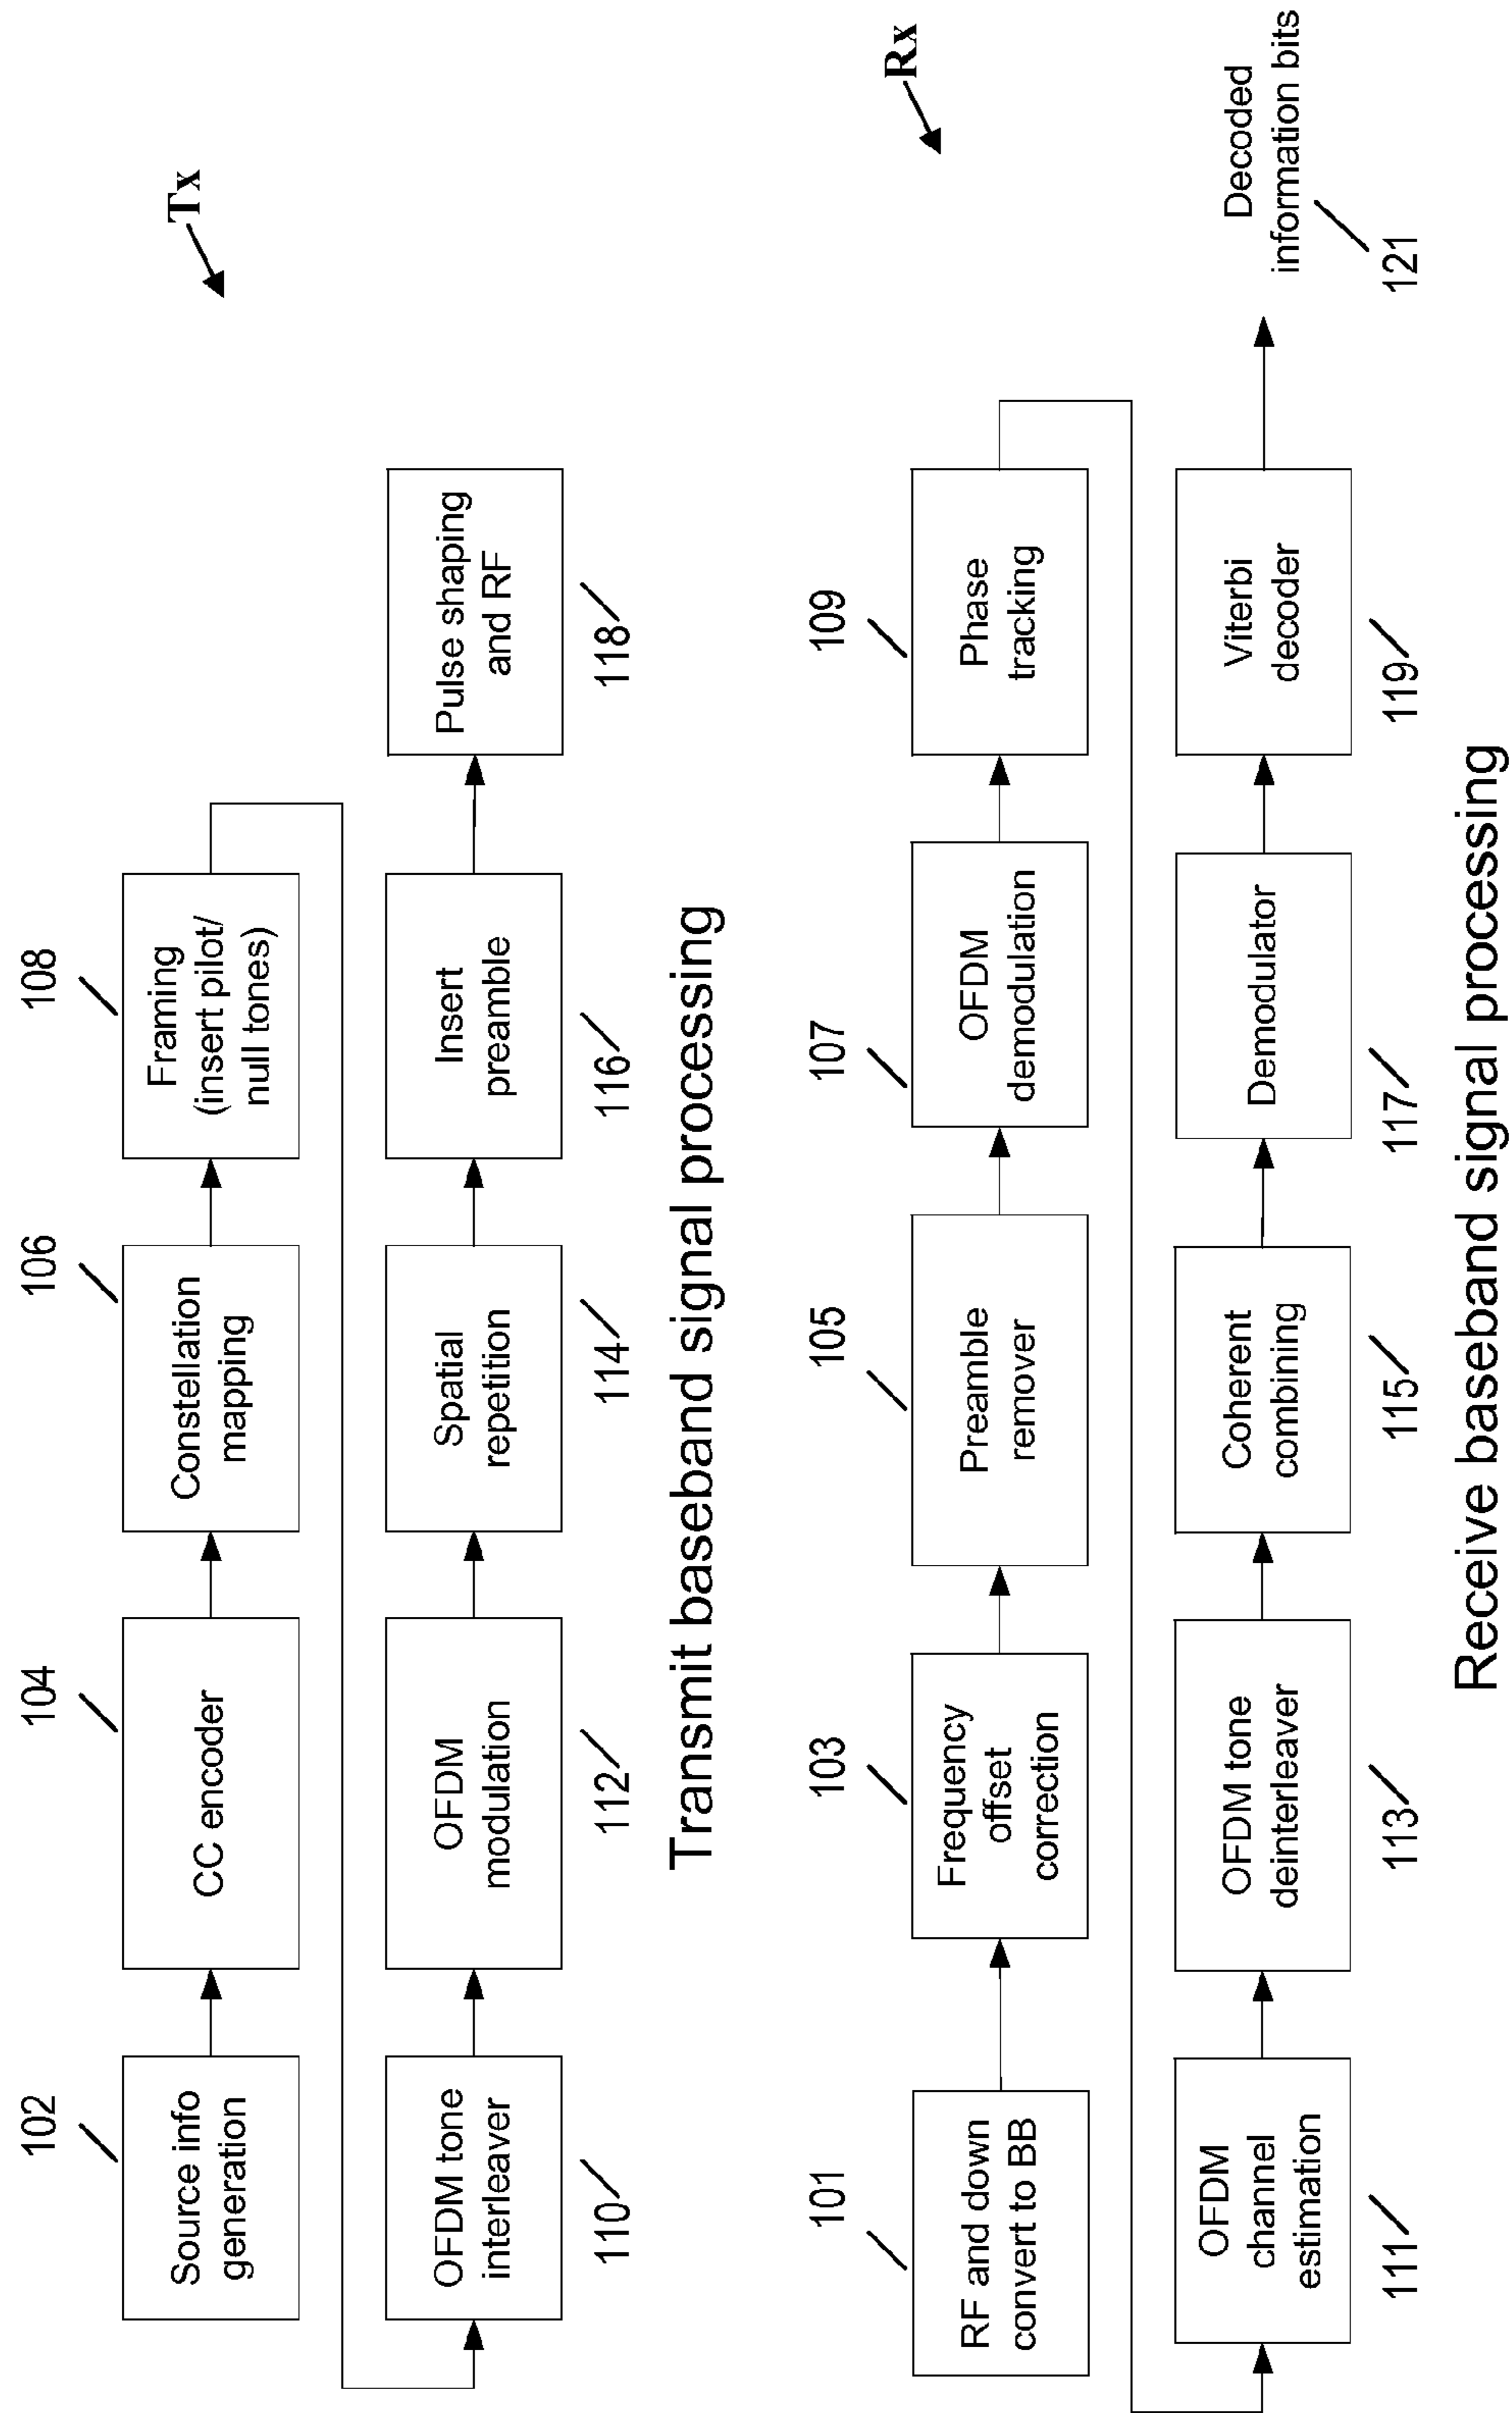 Tx
102
104
106
108
Source info
generation
CC encoder
Constellation
mapping
Framing
(insert pilot/
null tones)
OFDM tone
interleaver
OFDM
modulation
Spatial
repetition
Insert
preamble
Pulse shaping
and RF
110
112
114
116
118
Transmit baseband signal processing
Rx
101
103
105
107
109
RF and down
convert to BB
Frequency
offset
correction
Preamble
remover
OFDM
demodulation
Phase
tracking
OFDM
channel
estimation
OFDM tone
deinterleaver
Coherent
combining
Demodulator
Viterbi
decoder
Decoded
information bits
111
113
115
117
119
121
Receive baseband signal processing